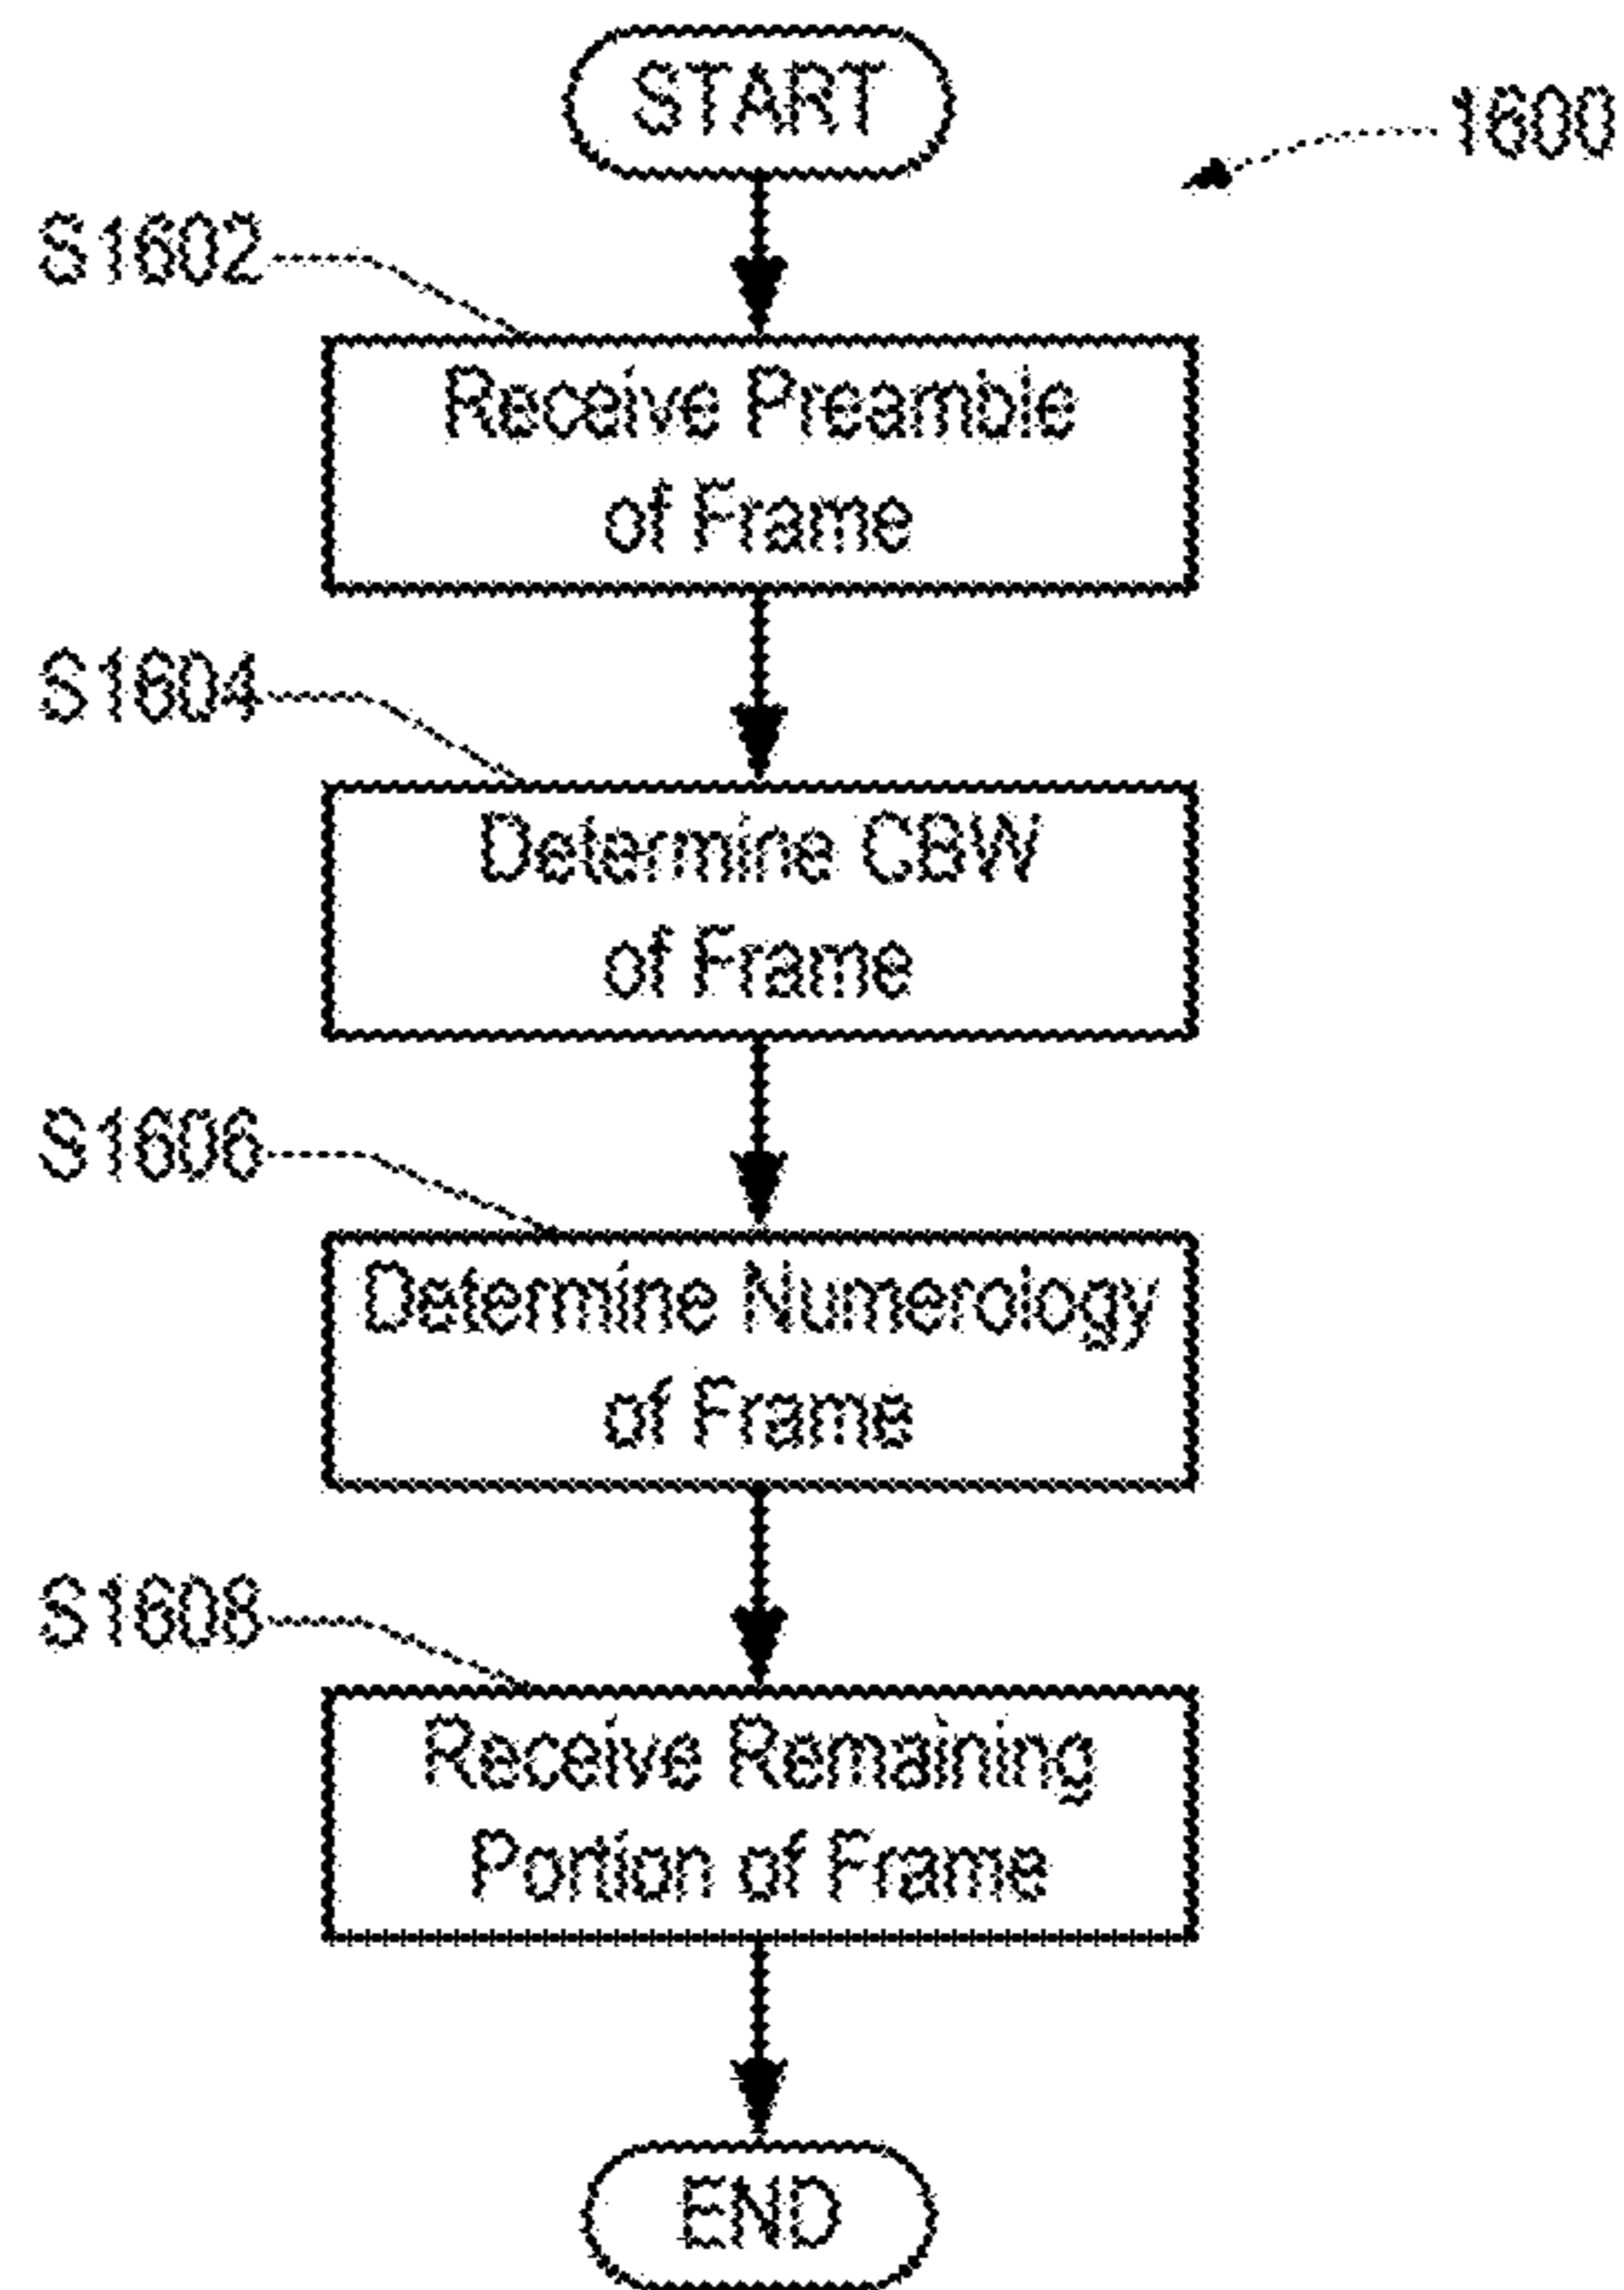 START
1600
S1602
Receive Preamble
of Frame
S1604
Determine CBW
of Frame
S1606
Determine Numerology
of Frame
S1608
Receive Remaining
Portion of Frame
END